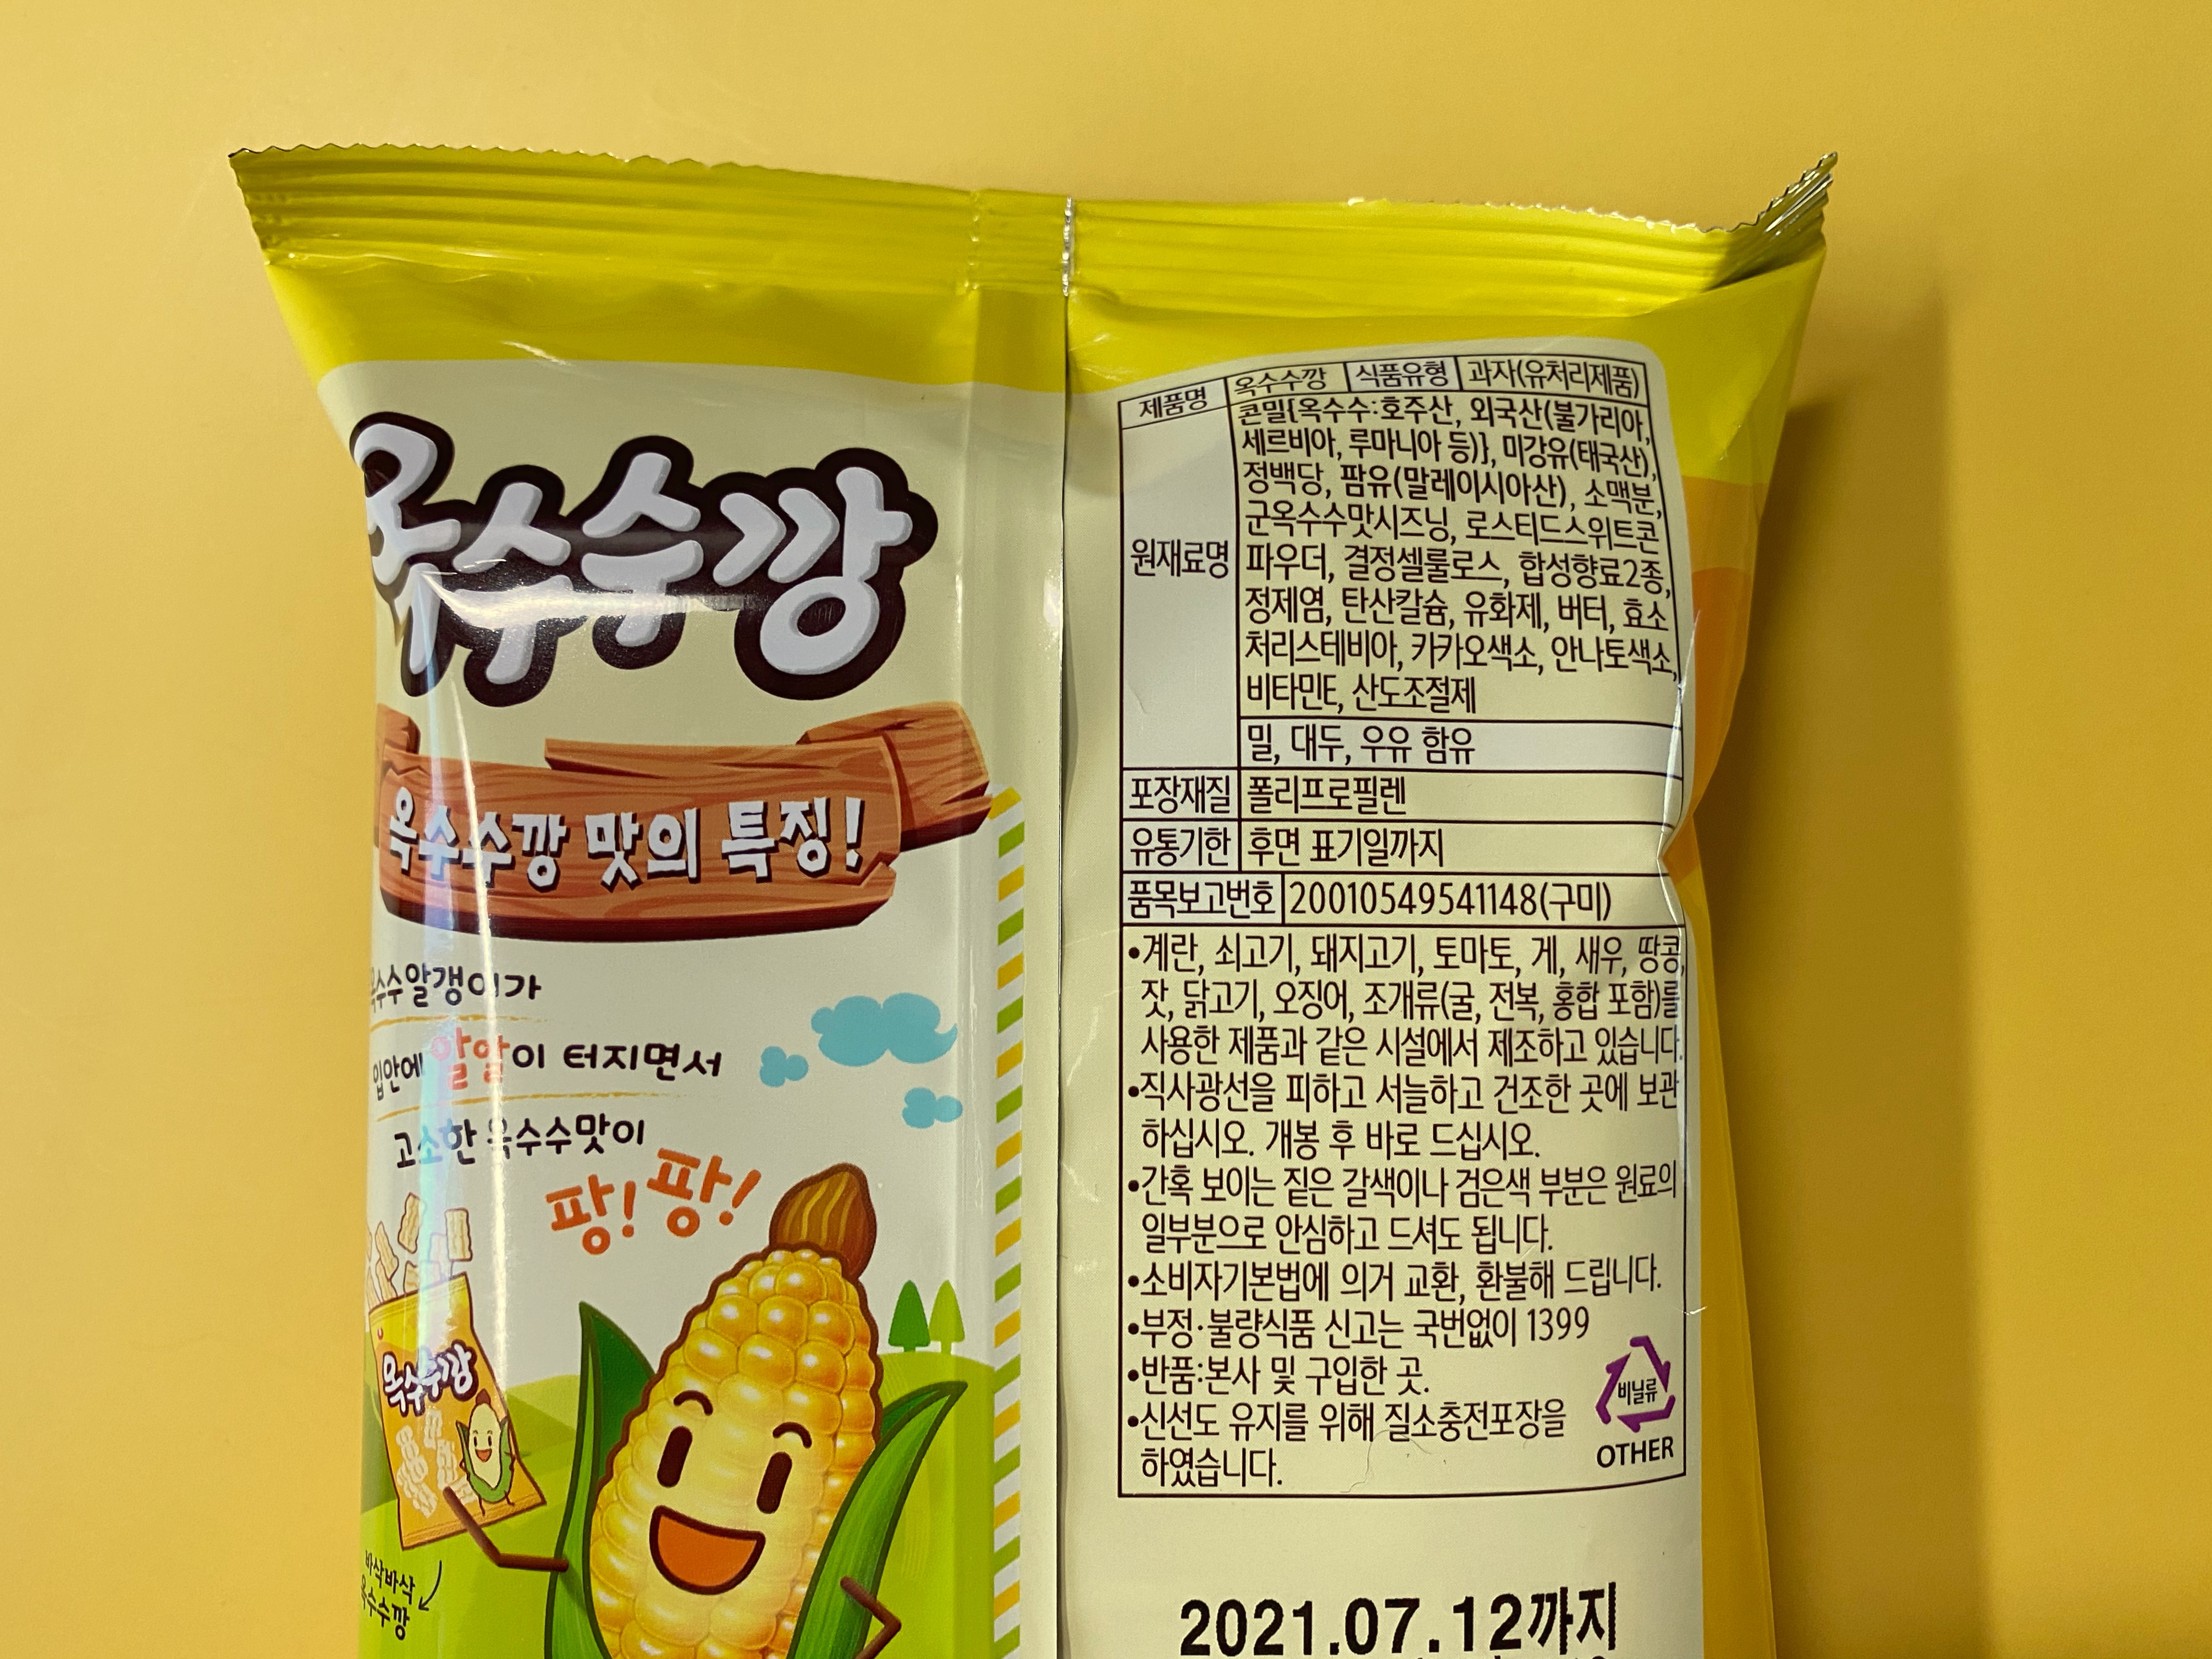 옥수수깡
옥수수깡 맛의 특징!
옥수수알갱이가
입안에 알알이 터지면서
고소한 옥수수맛이
팡! 팡!
옥수수깡
바삭바삭
옥수수깡
제품명 옥수수깡 식품유형 과자(유처리제품)
원재료명
콘밀{옥수수:호주산, 외국산(불가리아,
세르비아, 루마니아 등)}, 미강유(태국산),
정백당, 팜유(말레이시아산), 소맥분,
군옥수수맛시즈닝, 로스티드스위트콘
파우더, 결정셀룰로스, 합성향료2종,
정제염, 탄산칼슘, 유화제, 버터, 효소
처리스테비아, 카카오색소, 안나토색소,
비타민E, 산도조절제
밀, 대두, 우유 함유
포장재질 폴리프로필렌
유통기한 후면 표기일까지
품목보고번호 20010549541148(구미)
•계란, 쇠고기, 돼지고기, 토마토, 게, 새우, 땅콩,
잣, 닭고기, 오징어, 조개류(굴, 전복, 홍합 포함)를
사용한 제품과 같은 시설에서 제조하고 있습니다.
•직사광선을 피하고 서늘하고 건조한 곳에 보관
하십시오. 개봉 후 바로 드십시오.
•간혹 보이는 짙은 갈색이나 검은색 부분은 원료의
일부분으로 안심하고 드셔도 됩니다.
•소비자기본법에 의거 교환, 환불해 드립니다.
•부정·불량식품 신고는 국번없이 1399
•반품:본사 및 구입한 곳.
•신선도 유지를 위해 질소충전포장을
하였습니다.
비닐류
OTHER
2021.07.12까지